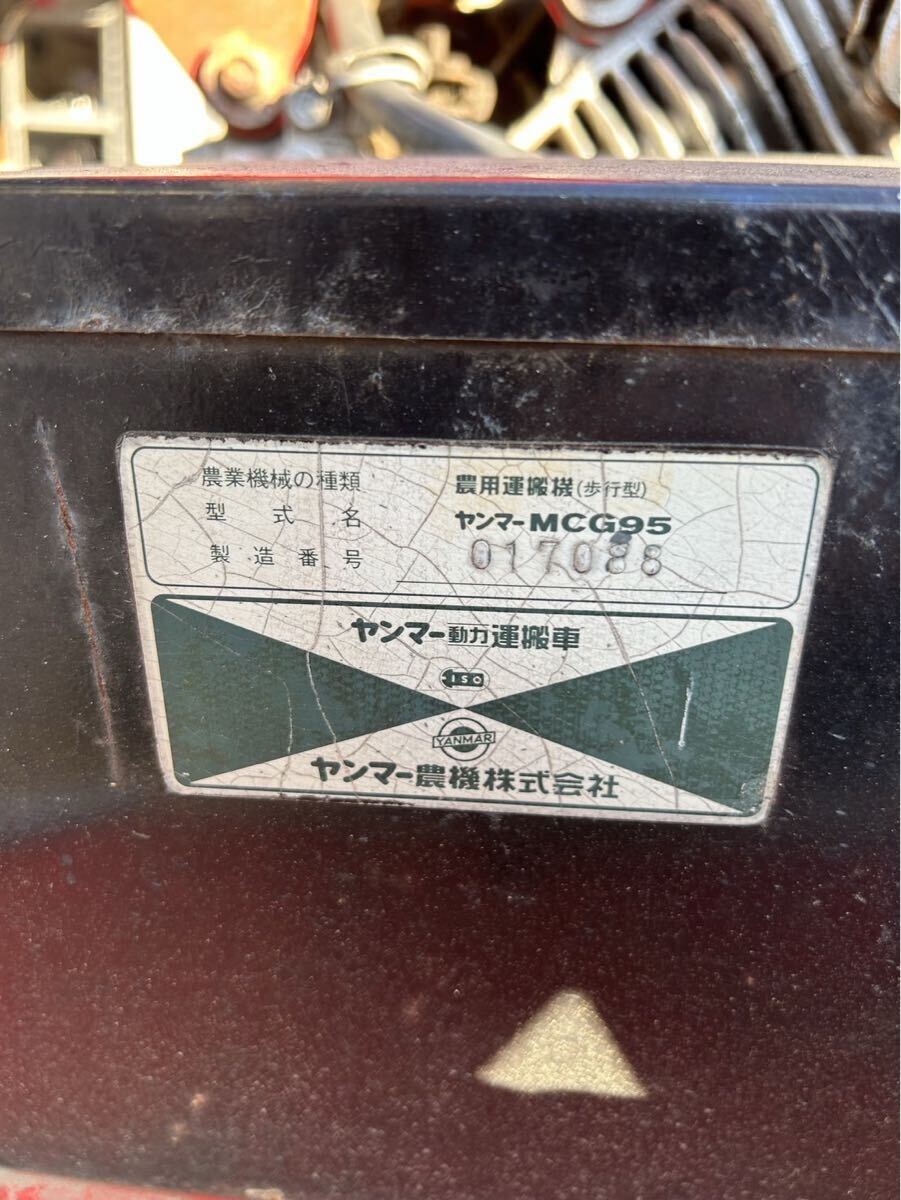 農業機械の種類 農用運搬機(歩行型)
型式名 ヤンマーMCG95
製造番号 017088
ヤンマー動力運搬車
ISO
YANMAR
ヤンマー農機株式会社